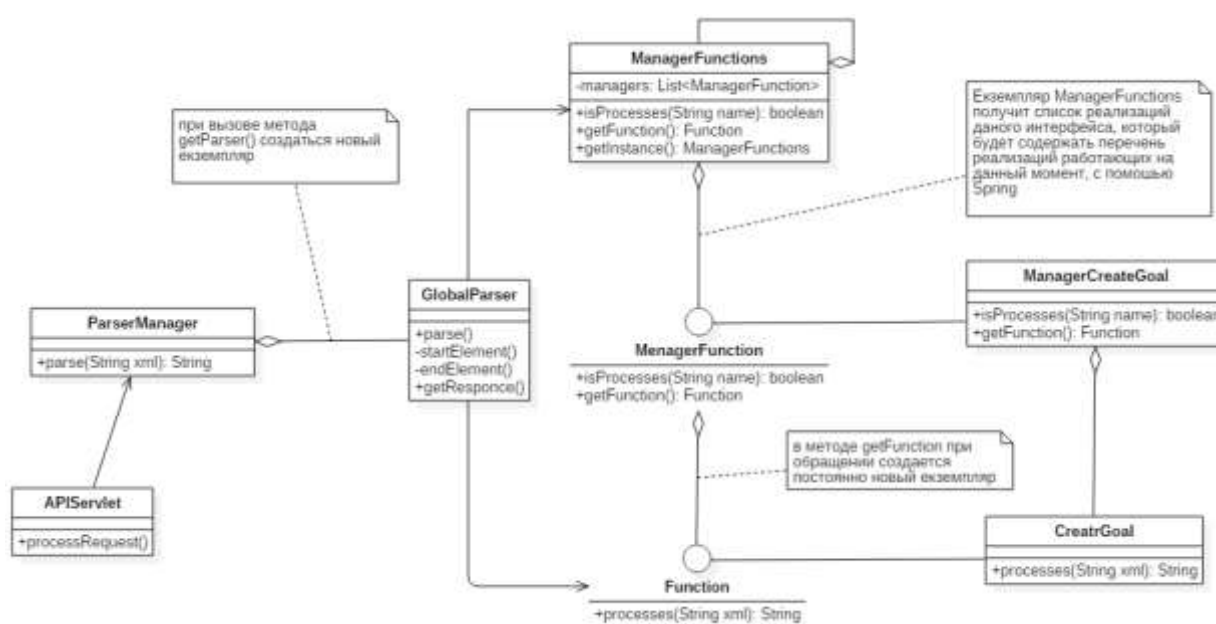 ManagerFunctions
-managers: List<ManagerFunction>
+isProcesses(String name): boolean
+getFunction(): Function
+getInstance(): ManagerFunctions
при вызове метода
getParser() создаться новый
екземпляр
Екземпляр ManagerFunctions
получит список реализаций
даного интерфейса, который
будет содержать перечень
реализаций работающих на
данный момент, с помошью
Spring
GlobalParser
+parse()
-startElement()
-endElement()
+getResponce()
ParserManager
+parse(String xml): String
ManagerCreateGoal
+isProcesses(String name): boolean
+getFunction(): Function
MenagerFunction
+isProcesses(String name): boolean
+getFunction(): Function
в методе getFunction при
обращении создается
постоянно новый екземпляр
APIServlet
+processRequest()
CreatrGoal
+processes(String xml): String
Function
+processes(String xml): String